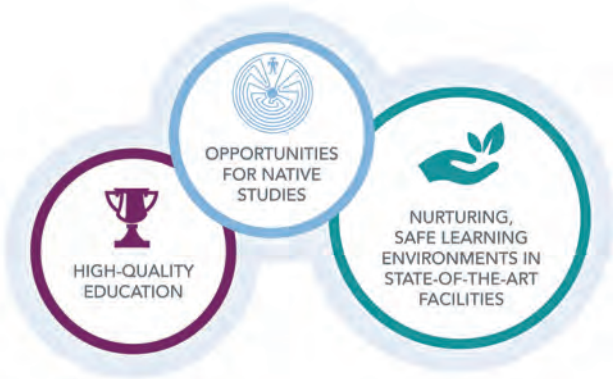 HIGH-QUALITY
EDUCATION
OPPORTUNITIES
FOR NATIVE
STUDIES
NURTURING,
SAFE LEARNING
ENVIRONMENTS IN
STATE-OF-THE-ART
FACILITIES